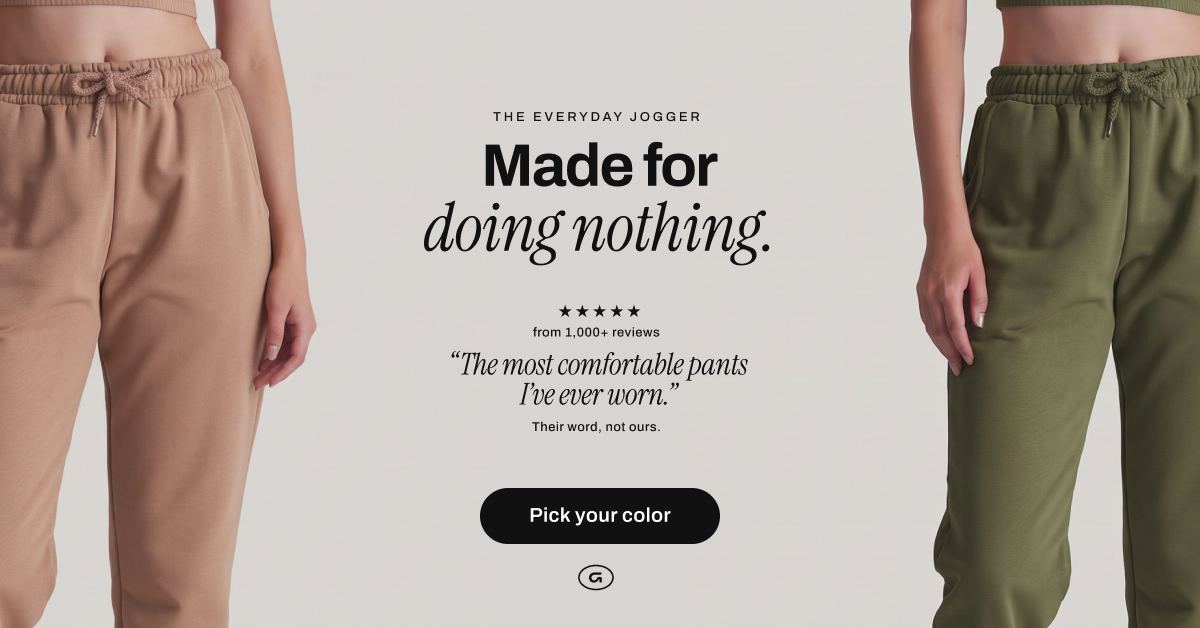 THE EVERYDAY JOGGER
Made for
doing nothing.
★★★★★
from 1,000+ reviews
“The most comfortable pants
I’ve ever worn.”
Their word, not ours.
Pick your color
G